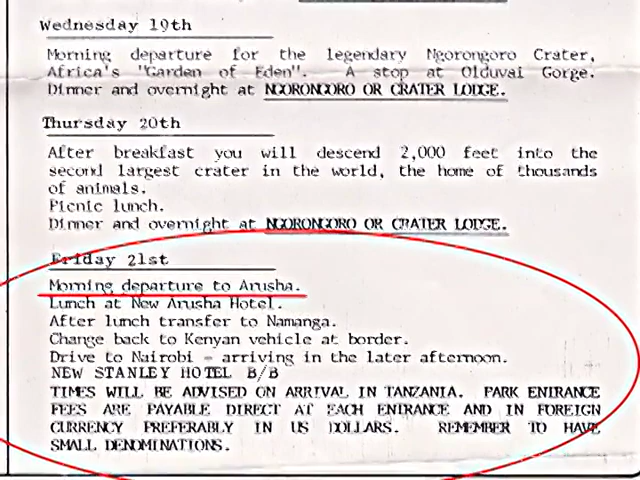 Wednesday 19th
Morning departure for the legendary Ngorongoro Crater,
Africa's "Garden of Eden". A stop at Olduvai Gorge.
Dinner and overnight at NGORONGORO OR CRATER LODGE.
Thursday 20th
After breakfast you will descend 2,000 feet into the
second largest crater in the world, the home of thousands
of animals.
Picnic lunch.
Dinner and overnight at NGORONGORO OR CRATER LODGE.
Friday 21st
Morning departure to Arusha.
Lunch at New Arusha Hotel.
After lunch transfer to Namanga.
Change back to Kenyan vehicle at border.
Drive to Nairobi - arriving in the later afternoon.
NEW STANLEY HOTEL B/B
TIMES WILL BE ADVISED ON ARRIVAL IN TANZANIA. PARK ENTRANCE
FEES ARE PAYABLE DIRECT AT EACH ENTRANCE AND IN FOREIGN
CURRENCY PREFERABLY IN US DOLLARS. REMEMBER TO HAVE
SMALL DENOMINATIONS.